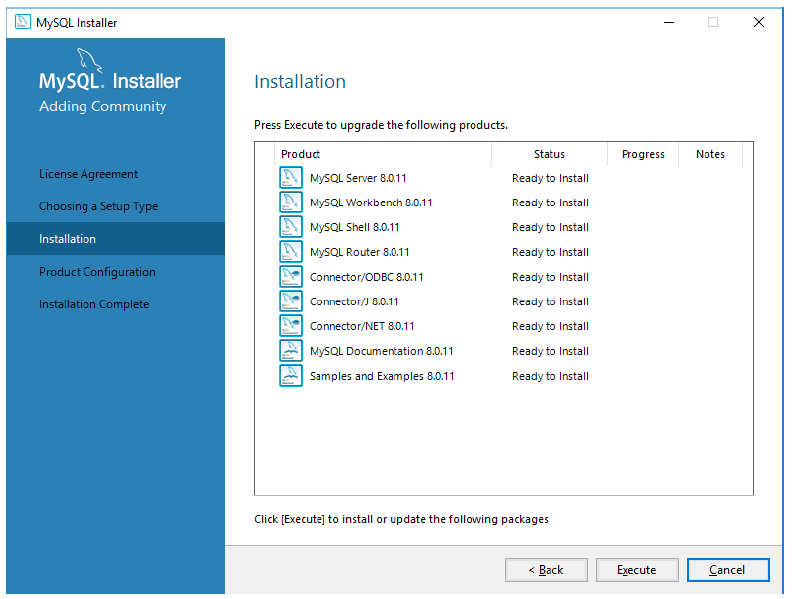 MySQL Installer
MySQL. Installer
Adding Community
License Agreement
Choosing a Setup Type
Installation
Product Configuration
Installation Complete
Installation
Press Execute to upgrade the following products.
Product Status Progress Notes
MySQL Server 8.0.11 Ready to Install
MySQL Workbench 8.0.11 Ready to Install
MySQL Shell 8.0.11 Ready to Install
MySQL Router 8.0.11 Ready to Install
Connector/ODBC 8.0.11 Ready to Install
Connector/J 8.0.11 Ready to Install
Connector/NET 8.0.11 Ready to Install
MySQL Documentation 8.0.11 Ready to Install
Samples and Examples 8.0.11 Ready to Install
Click [Execute] to install or update the following packages
< Back Execute Cancel